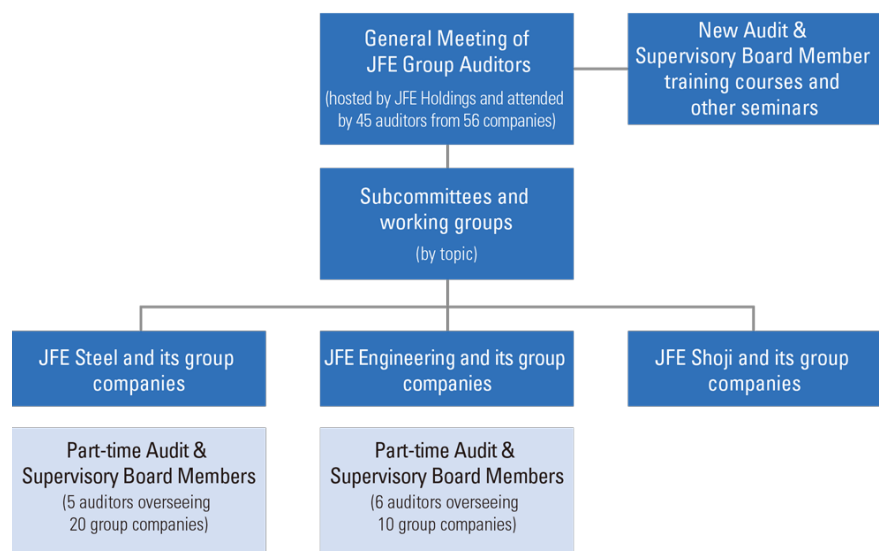 General Meeting of
JFE Group Auditors
(hosted by JFE Holdings and attended
by 45 auditors from 56 companies)
New Audit &
Supervisory Board Member
training courses and
other seminars
Subcommittees and
working groups
(by topic)
JFE Steel and its group
companies
JFE Engineering and its group
companies
JFE Shoji and its group
companies
Part-time Audit &
Supervisory Board Members
(5 auditors overseeing
20 group companies)
Part-time Audit &
Supervisory Board Members
(6 auditors overseeing
10 group companies)